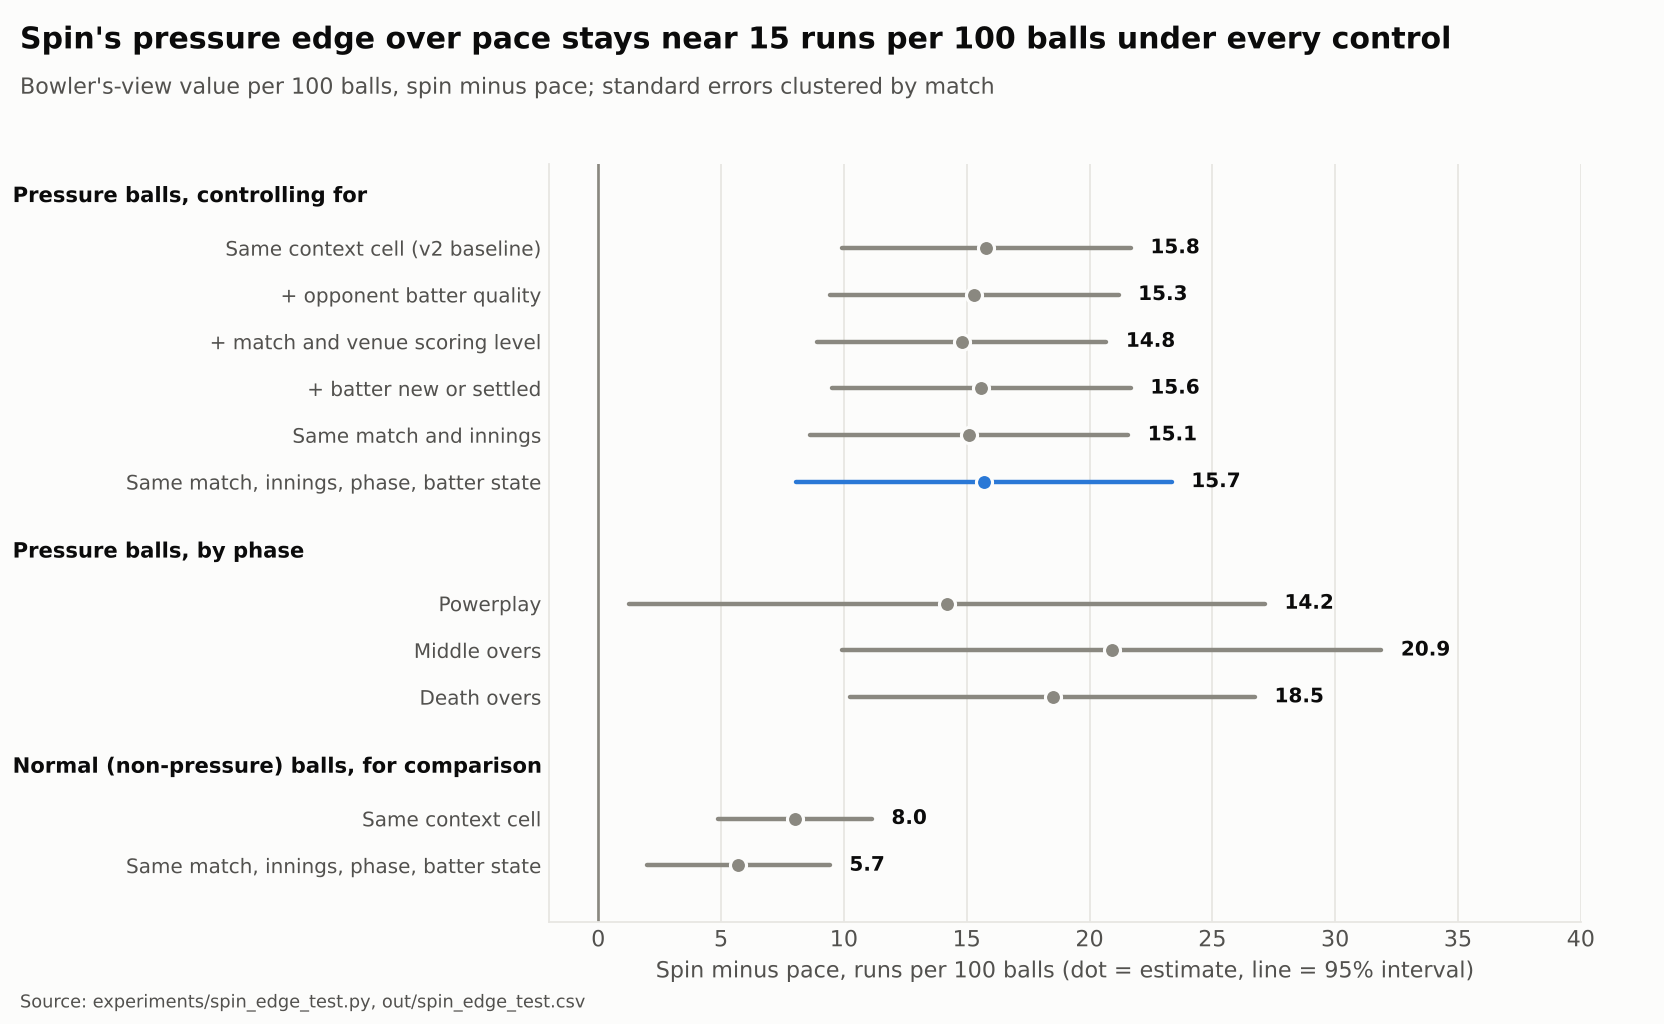 Spin's pressure edge over pace stays near 15 runs per 100 balls under every control
Bowler's-view value per 100 balls, spin minus pace; standard errors clustered by match
Pressure balls, controlling for
Same context cell (v2 baseline) 15.8
+ opponent batter quality 15.3
+ match and venue scoring level 14.8
+ batter new or settled 15.6
Same match and innings 15.1
Same match, innings, phase, batter state 15.7
Pressure balls, by phase
Powerplay 14.2
Middle overs 20.9
Death overs 18.5
Normal (non-pressure) balls, for comparison
Same context cell 8.0
Same match, innings, phase, batter state 5.7
0 5 10 15 20 25 30 35 40
Spin minus pace, runs per 100 balls (dot = estimate, line = 95% interval)
Source: experiments/spin_edge_test.py, out/spin_edge_test.csv